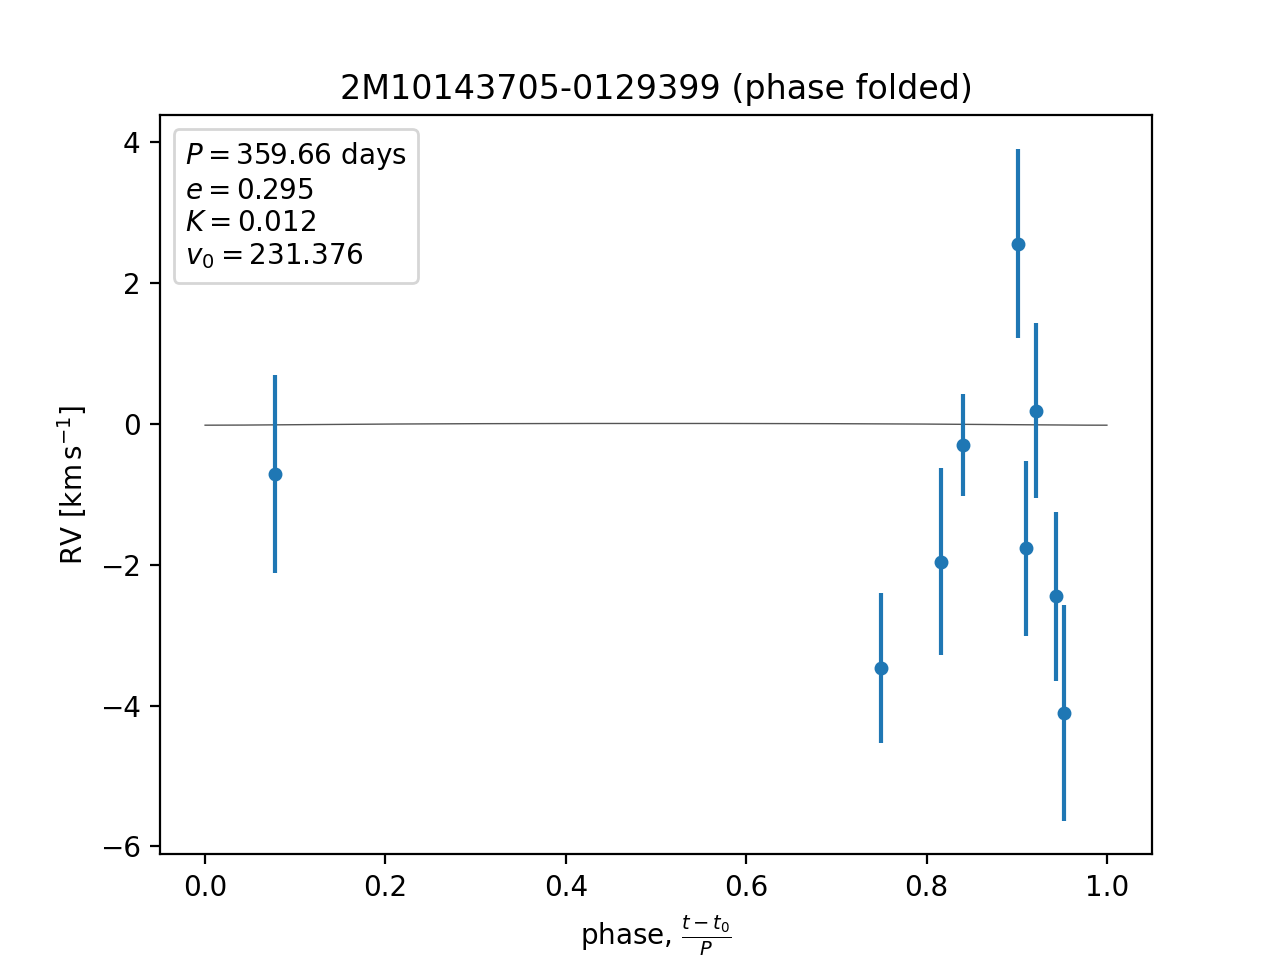 2M10143705-0129399 (phase folded)
P = 359.66 days
e = 0.295
K = 0.012
v₀ = 231.376
4
2
0
−2
−4
−6
RV [km s⁻¹]
0.0 0.2 0.4 0.6 0.8 1.0
phase, (t − t₀)/P